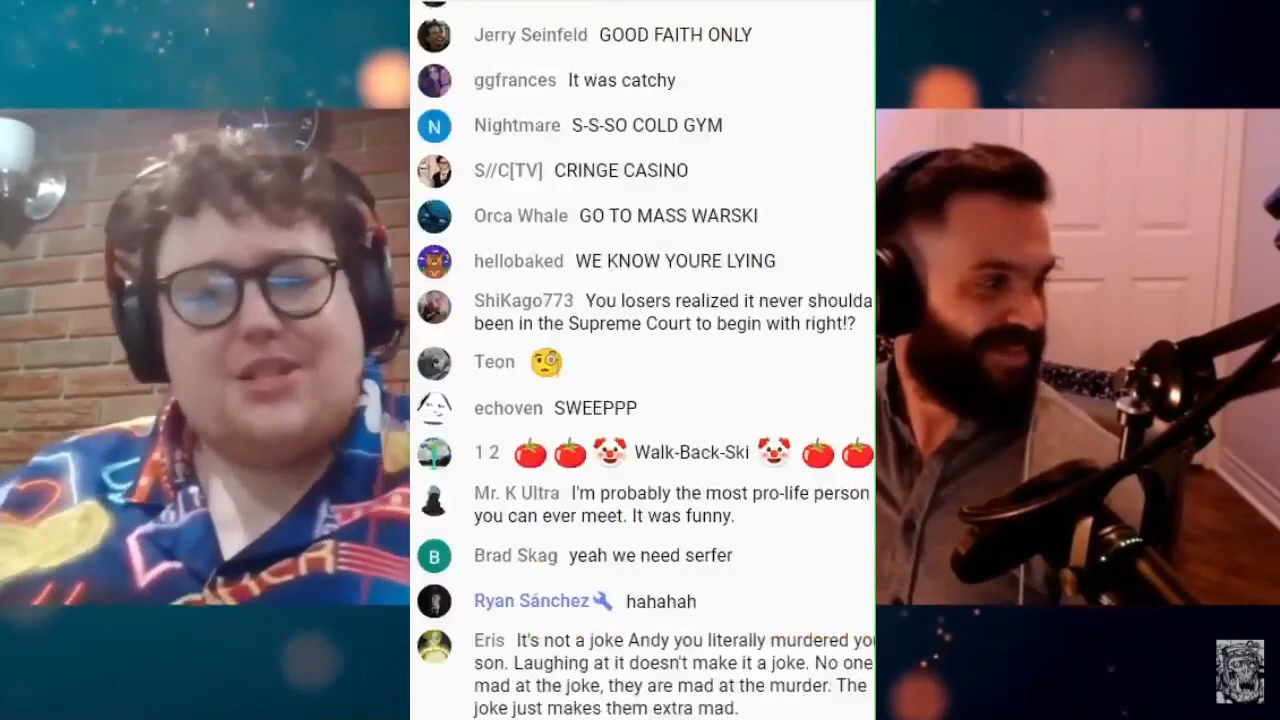 Jerry Seinfeld GOOD FAITH ONLY
ggfrances It was catchy
N Nightmare S-S-SO COLD GYM
S//C[TV] CRINGE CASINO
Orca Whale GO TO MASS WARSKI
hellobaked WE KNOW YOURE LYING
ShiKago773 You losers realized it never shoulda
been in the Supreme Court to begin with right!?
Teon 🧐
echoven SWEEPPP
1 2 🍅 🍅 🤡 Walk-Back-Ski 🤡 🍅 🍅
Mr. K Ultra I'm probably the most pro-life person
you can ever meet. It was funny.
B Brad Skag yeah we need serfer
Ryan Sánchez🔧 hahahah
Eris It's not a joke Andy you literally murdered you
son. Laughing at it doesn't make it a joke. No one
mad at the joke, they are mad at the murder. The
joke just makes them extra mad.